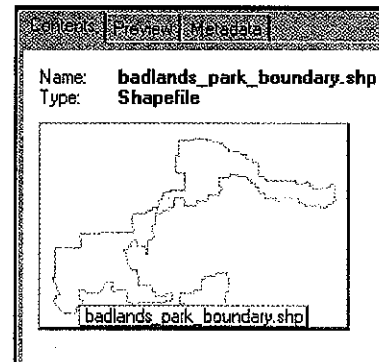 Contents Preview Metadata
Name: badlands_park_boundary.shp
Type: Shapefile
badlands_park_boundary.shp